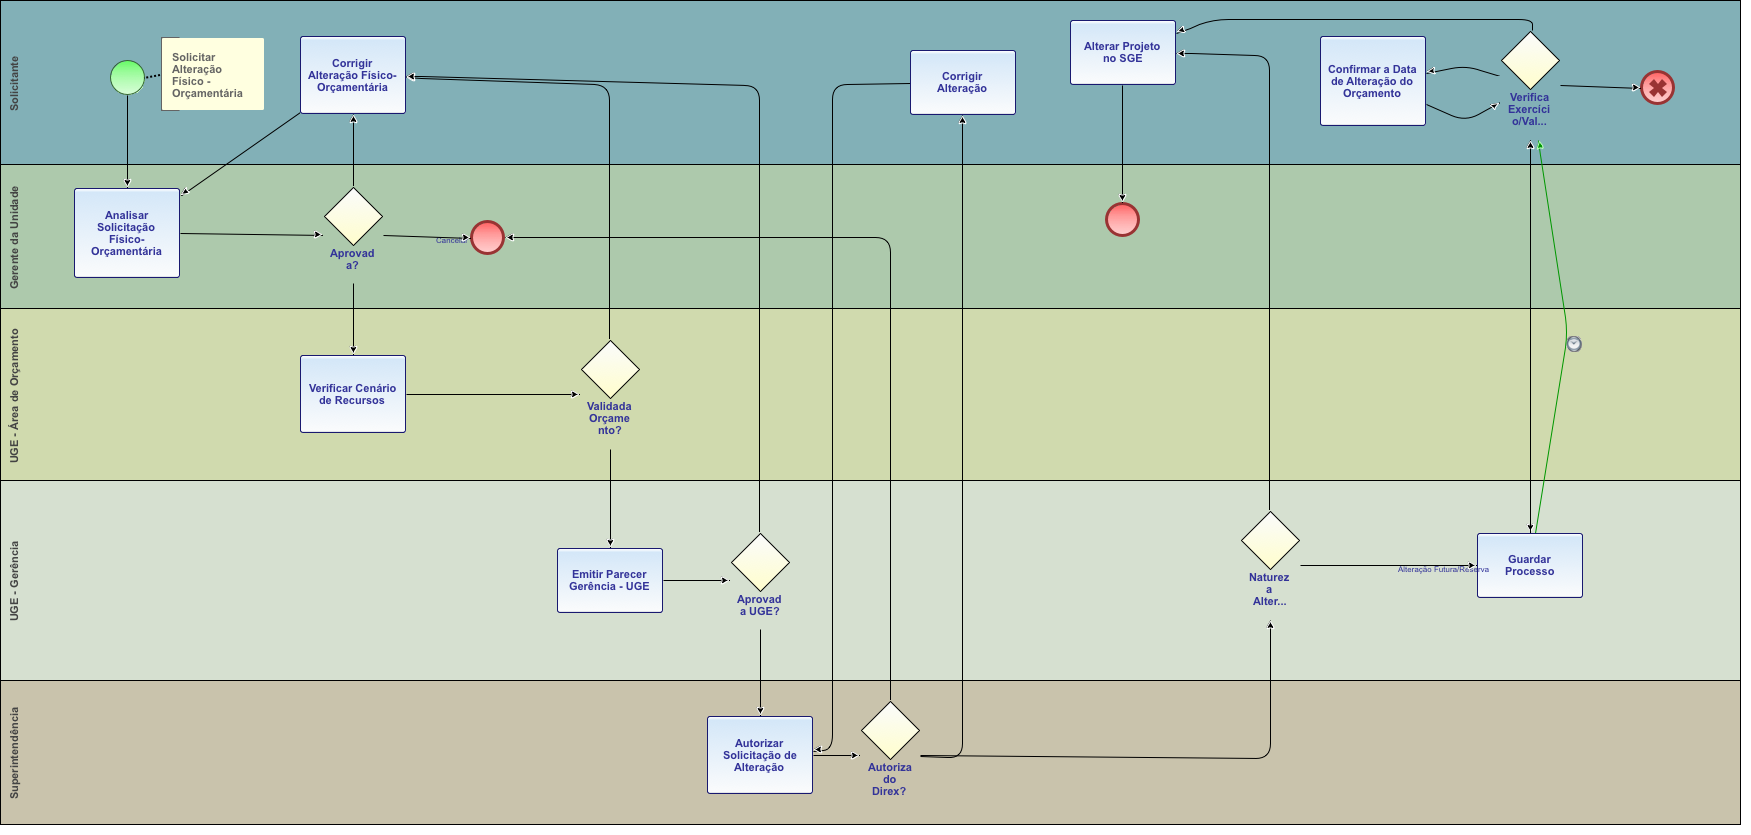 Solicitante
Solicitar
Alteração
Físico -
Orçamentária
Corrigir
Alteração Físico-
Orçamentária
Corrigir
Alteração
Alterar Projeto
no SGE
Confirmar a Data
de Alteração do
Orçamento
Verifica
Exercíci
o/Val...
Gerente da Unidade
Analisar
Solicitação
Físico-
Orçamentária
Aprovad
a?
Cancelar
UGE - Área de Orçamento
Verificar Cenário
de Recursos
Validada
Orçame
nto?
UGE - Gerência
Emitir Parecer
Gerência - UGE
Aprovad
a UGE?
Naturez
a
Alter...
Alteração Futura/Reserva
Guardar
Processo
Superintendência
Autorizar
Solicitação de
Alteração
Autoriza
do
Direx?